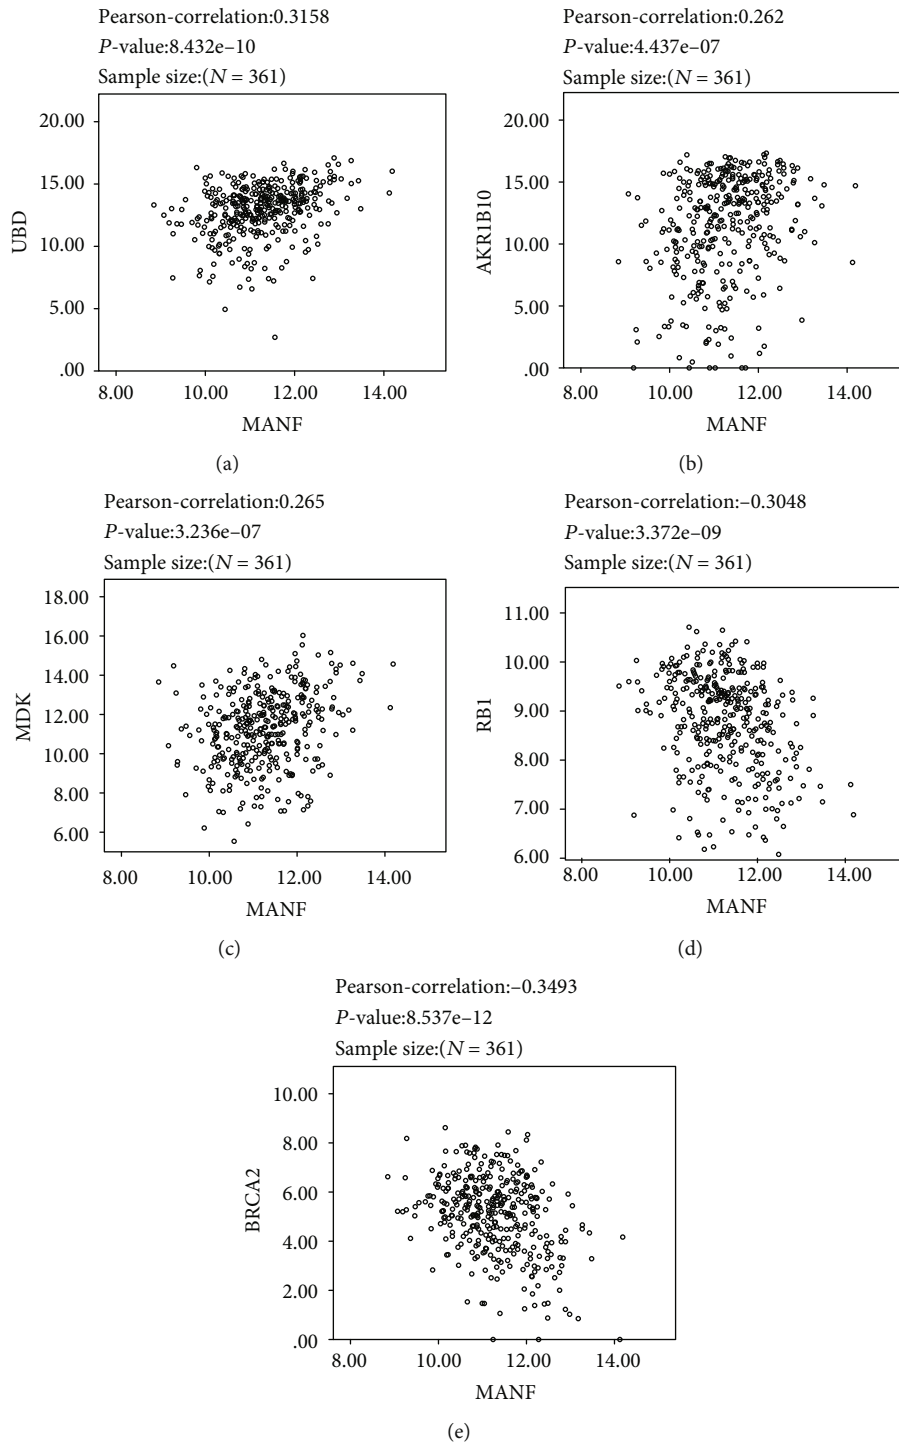 Pearson-correlation:0.3158
P-value:8.432e–10
Sample size:(N = 361)
20.00
15.00
10.00
5.00
.00
UBD
8.00 10.00 12.00 14.00
MANF
(a)
Pearson-correlation:0.262
P-value:4.437e–07
Sample size:(N = 361)
20.00
15.00
10.00
5.00
.00
AKR1B10
8.00 10.00 12.00 14.00
MANF
(b)
Pearson-correlation:0.265
P-value:3.236e–07
Sample size:(N = 361)
18.00
16.00
14.00
12.00
10.00
8.00
6.00
MDK
8.00 10.00 12.00 14.00
MANF
(c)
Pearson-correlation:–0.3048
P-value:3.372e–09
Sample size:(N = 361)
11.00
10.00
9.00
8.00
7.00
6.00
RB1
8.00 10.00 12.00 14.00
MANF
(d)
Pearson-correlation:–0.3493
P-value:8.537e–12
Sample size:(N = 361)
10.00
8.00
6.00
4.00
2.00
.00
BRCA2
8.00 10.00 12.00 14.00
MANF
(e)